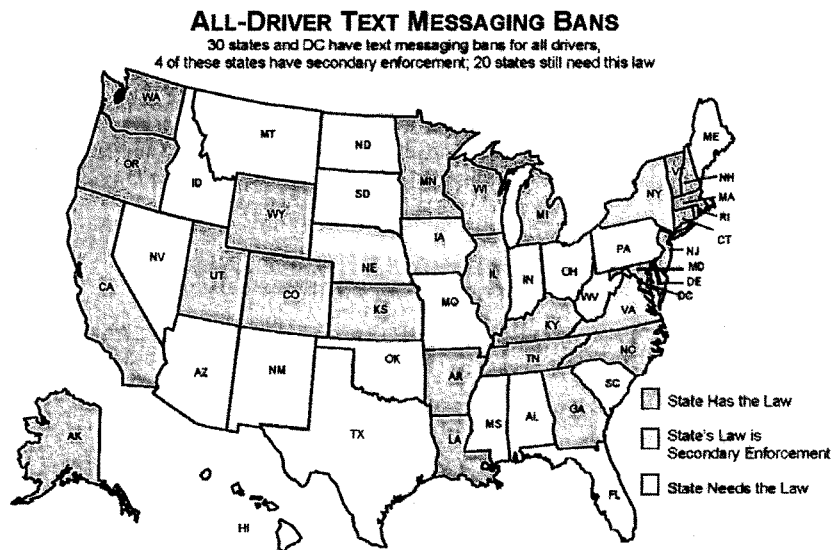 ALL-DRIVER TEXT MESSAGING BANS
30 states and DC have text messaging bans for all drivers,
4 of these states have secondary enforcement; 20 states still need this law
WA
MT
ND
ME
OR
ID
SD
MN
WI
MI
NY
VT
NH
MA
RI
CT
WY
NV
UT
CO
NE
IA
IL
IN
OH
PA
NJ
MD
DE
DC
CA
KS
MO
KY
WV
VA
AZ
NM
OK
AR
TN
NC
SC
TX
LA
MS
AL
GA
FL
AK
HI
State Has the Law
State's Law is
Secondary Enforcement
State Needs the Law